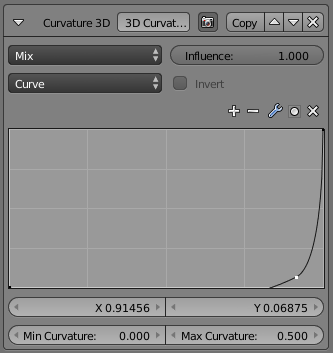 Curvature 3D 3D Curvat... Copy
Mix Influence: 1.000
Curve Invert
X 0.91456 Y 0.06875
Min Curvature: 0.000 Max Curvature: 0.500